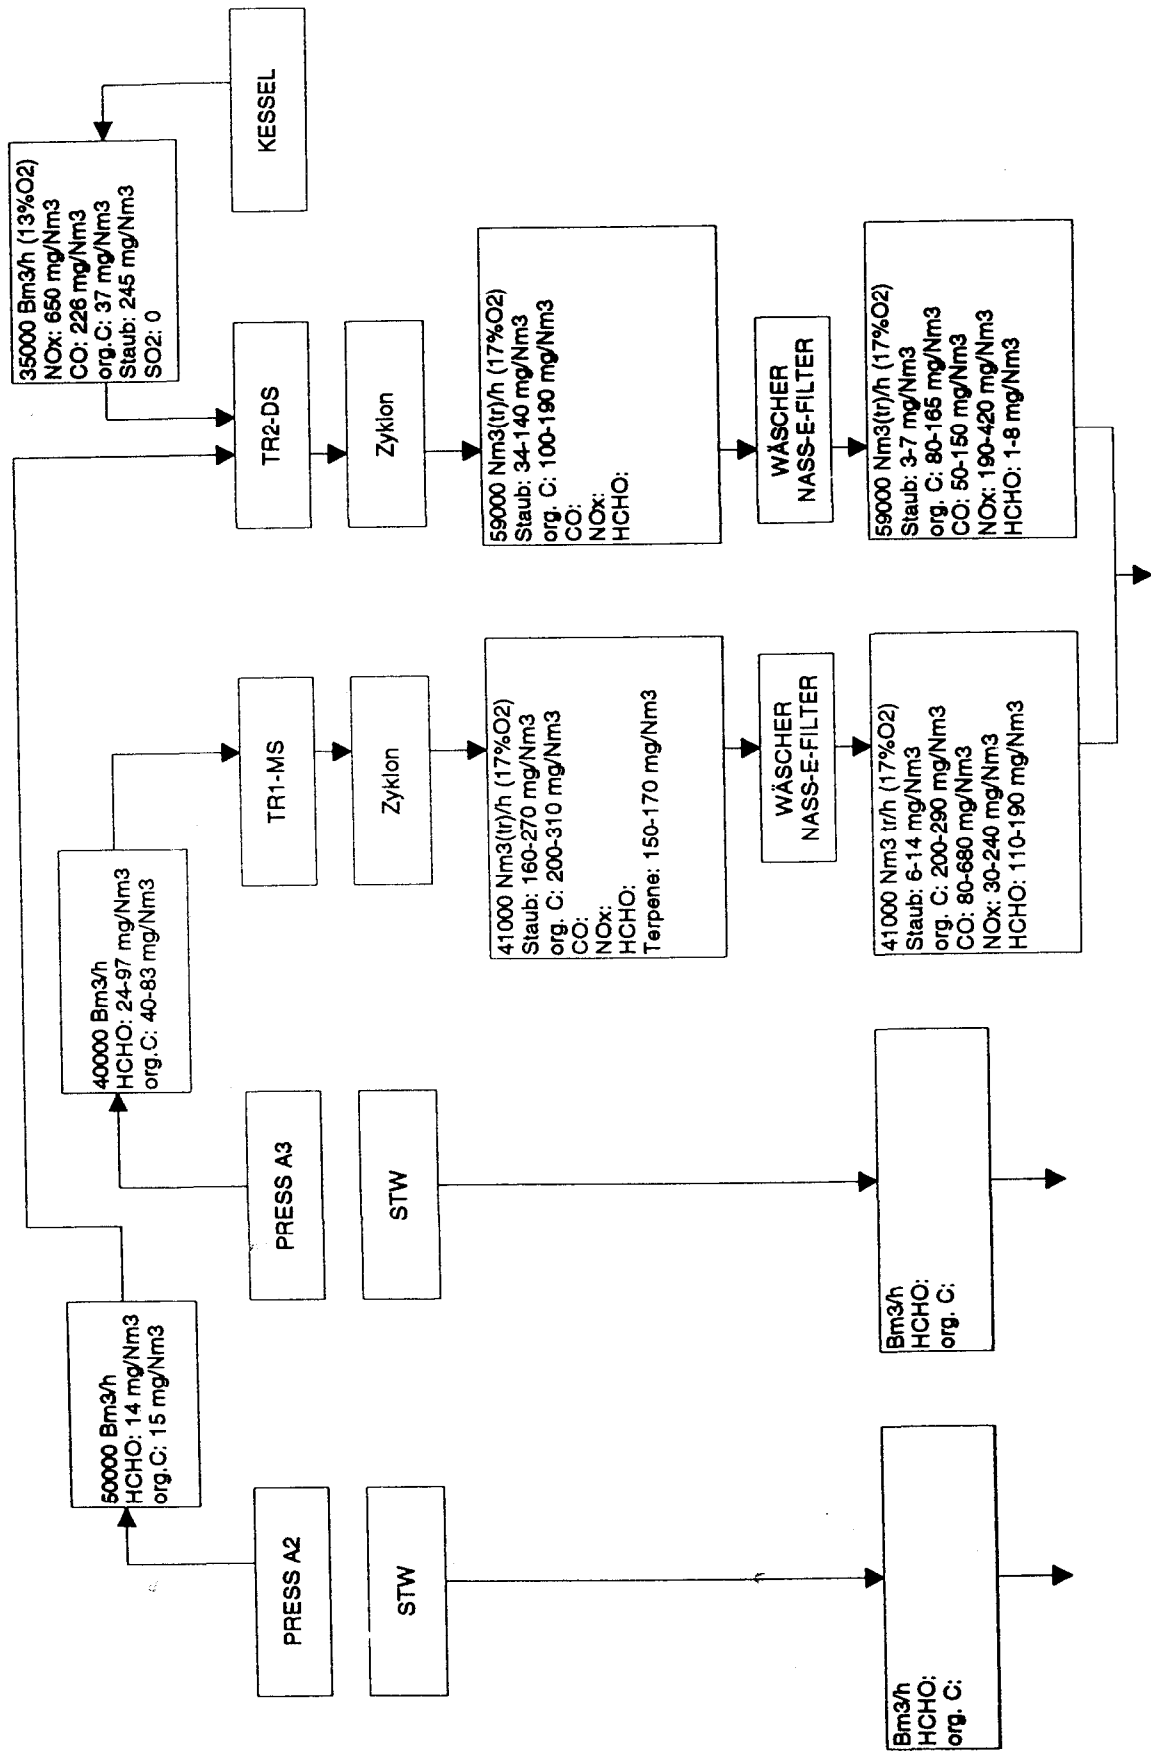 50000 Bm3/h
HCHO: 14 mg/Nm3
org.C: 15 mg/Nm3
40000 Bm3/h
HCHO: 24-97 mg/Nm3
org.C: 40-83 mg/Nm3
35000 Bm3/h (13%O2)
NOx: 650 mg/Nm3
CO: 226 mg/Nm3
org.C: 37 mg/Nm3
Staub: 245 mg/Nm3
SO2: 0
PRESS A2
PRESS A3
TR1-MS
TR2-DS
KESSEL
STW
STW
Zyklon
Zyklon
41000 Nm3(tr)/h (17%O2)
Staub: 160-270 mg/Nm3
org. C: 200-310 mg/Nm3
CO:
NOx:
HCHO:
Terpene: 150-170 mg/Nm3
59000 Nm3(tr)/h (17%O2)
Staub: 34-140 mg/Nm3
org. C: 100-190 mg/Nm3
CO:
NOx:
HCHO:
WÄSCHER
NASS-E-FILTER
WÄSCHER
NASS-E-FILTER
Bm3/h
HCHO:
org. C:
Bm3/h
HCHO:
org. C:
41000 Nm3 tr/h (17%O2)
Staub: 6-14 mg/Nm3
org. C: 200-290 mg/Nm3
CO: 80-680 mg/Nm3
NOx: 30-240 mg/Nm3
HCHO: 110-190 mg/Nm3
59000 Nm3(tr)/h (17%O2)
Staub: 3-7 mg/Nm3
org. C: 80-165 mg/Nm3
CO: 50-150 mg/Nm3
NOx: 190-420 mg/Nm3
HCHO: 1-8 mg/Nm3